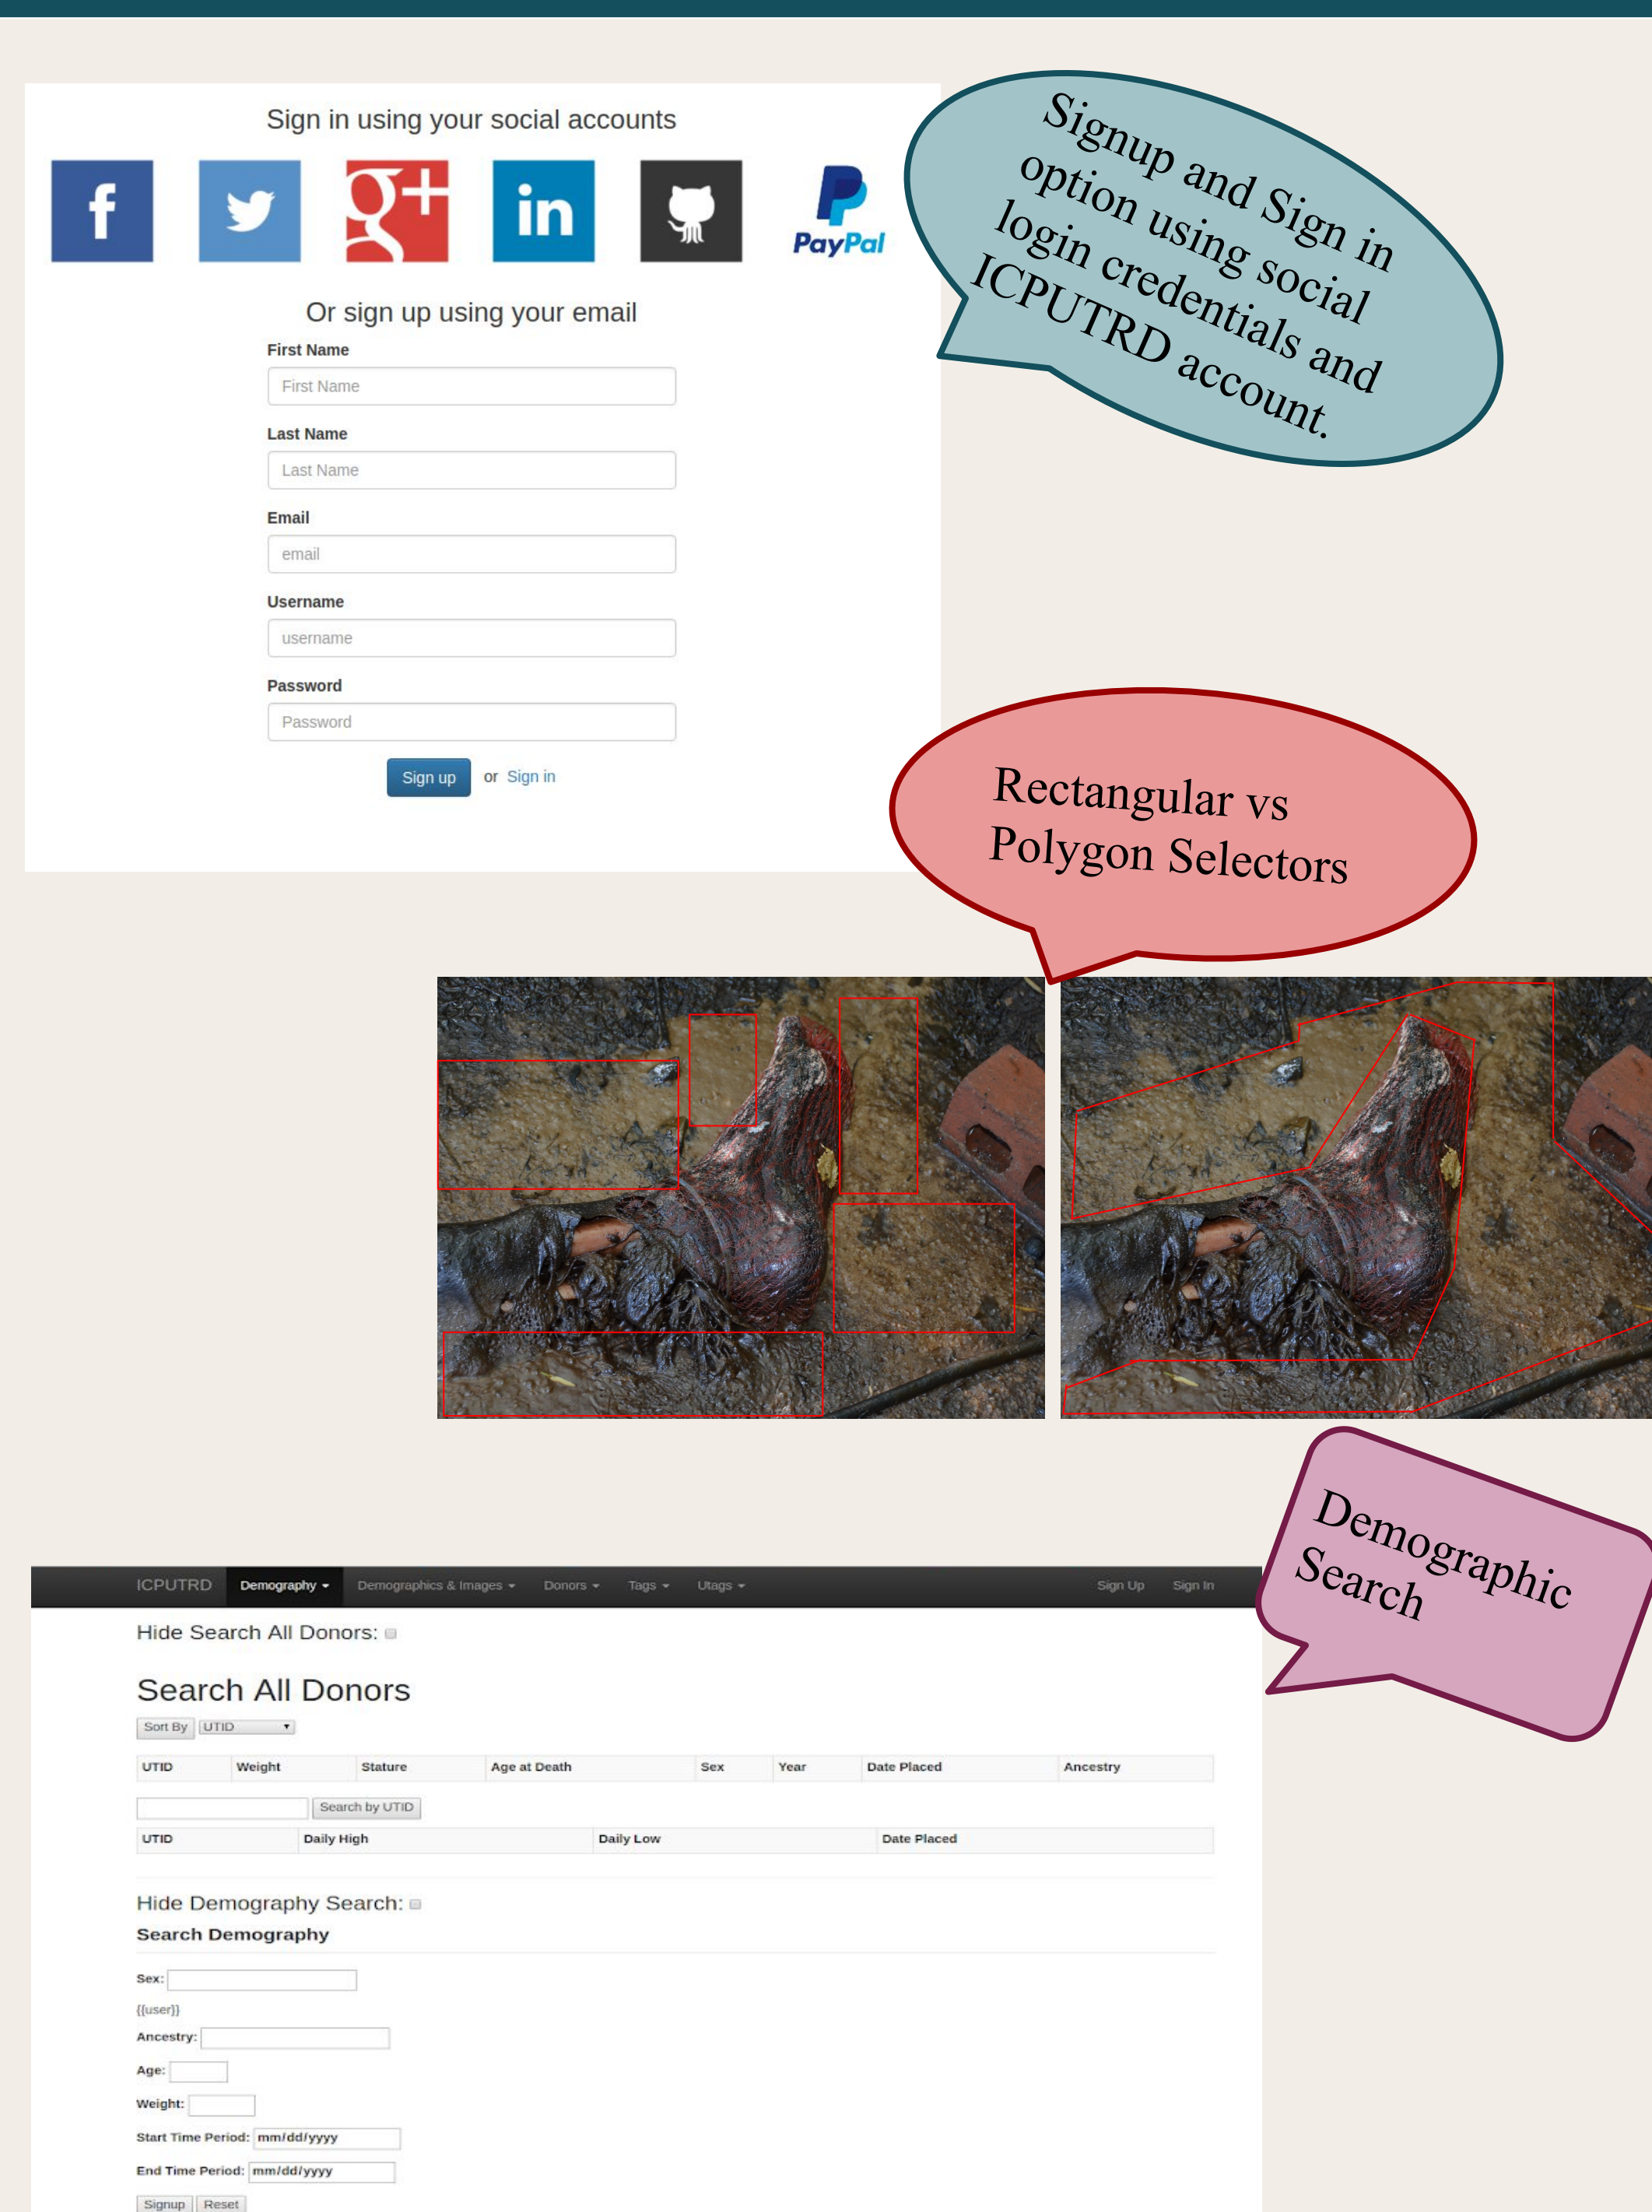 Sign in using your social accounts
f
g+
in
PayPal
Or sign up using your email
First Name
First Name
Last Name
Last Name
Email
email
Username
username
Password
Password
Sign up or Sign in
Signup and Sign in
option using social
login credentials and
ICPUTRD account.
Rectangular vs
Polygon Selectors
Demographic
Search
ICPUTRD Demography Demographics & Images Donors Tags Utags Sign Up Sign In
Hide Search All Donors:
Search All Donors
Sort By UTID
UTID Weight Stature Age at Death Sex Year Date Placed Ancestry
Search by UTID
UTID Daily High Daily Low Date Placed
Hide Demography Search:
Search Demography
Sex:
{{user}}
Ancestry:
Age:
Weight:
Start Time Period: mm/dd/yyyy
End Time Period: mm/dd/yyyy
Signup Reset